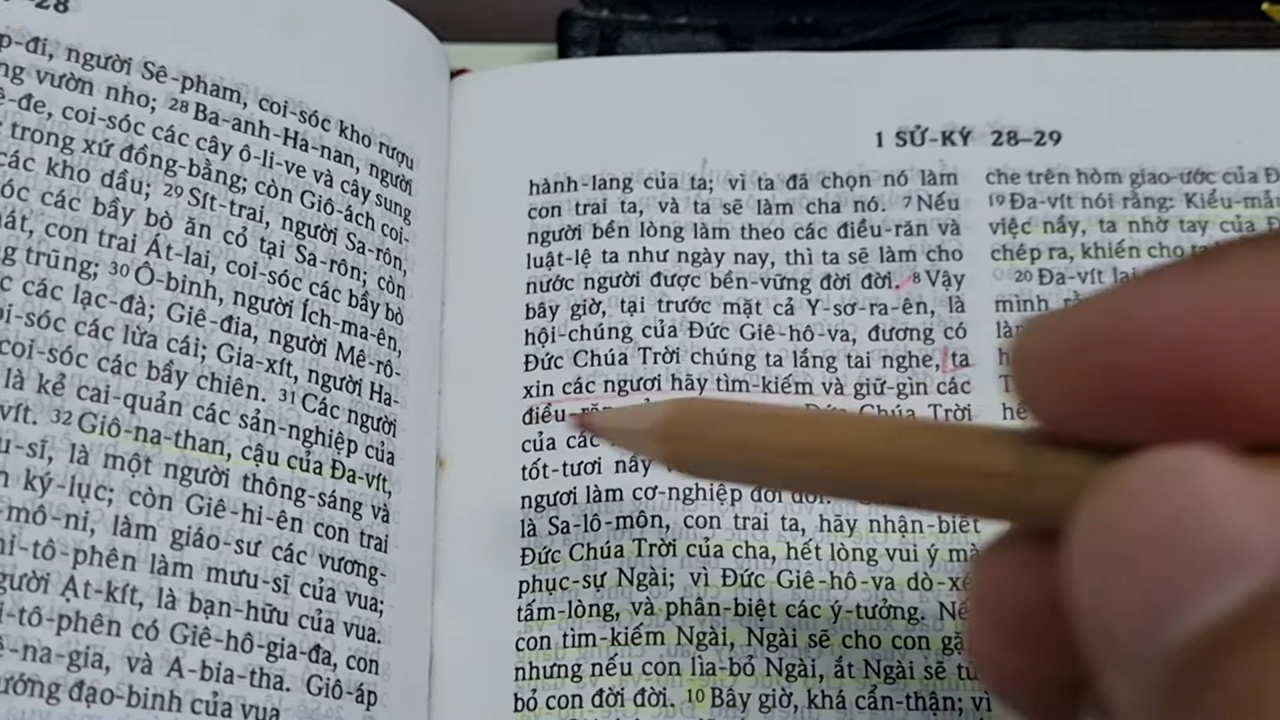 28
đi, người Sê-pham, coi-sóc kho rượu
vườn nho; 28 Ba-anh-Ha-nan, người
coi-sóc các cây ô-li-ve và cây sung
trong xứ đồng-bằng; còn Giô-ách coi-
các kho dầu; 29 Sít-trai, người Sa-rôn,
các bầy bò ăn cỏ tại Sa-rôn; còn
con trai Át-lai, coi-sóc các bầy bò
trũng; 30 Ô-binh, người Ích-ma-ên,
các lạc-đà; Giê-đia, người Mê-rô-
các lừa cái; Gia-xít, người Ha-
coi-sóc các bầy chiên. 31 Các người
là kẻ cai-quản các sản-nghiệp của
vít. 32 Giô-na-than, cậu của Đa-vít,
là một người thông-sáng và
ký-lục; còn Giê-hi-ên con trai
mô-ni, làm giáo-sư các vương-
tô-phên làm mưu-sĩ của vua;
người Ạt-kít, là bạn-hữu của vua.
tô-phên có Giê-hô-gia-đa, con
na-gia, và A-bia-tha. Giô-áp
đạo-binh của vua
1 SỬ-KÝ 28–29
hành-lang của ta; vì ta đã chọn nó làm
con trai ta, và ta sẽ làm cha nó. 7 Nếu
người bền lòng làm theo các điều-răn và
luật-lệ ta như ngày nay, thì ta sẽ làm cho
nước người được bền-vững đời đời. 8 Vậy
bây giờ, tại trước mặt cả Y-sơ-ra-ên, là
hội-chúng của Đức Giê-hô-va, đương có
Đức Chúa Trời chúng ta lắng tai nghe, ta
xin các ngươi hãy tìm-kiếm và giữ-gìn các
điều-răn Đức Chúa Trời
của các
tốt-tươi nầy
ngươi làm cơ-nghiệp đời đời.
là Sa-lô-môn, con trai ta, hãy nhận-biết
Đức Chúa Trời của cha, hết lòng vui ý mà
phục-sự Ngài; vì Đức Giê-hô-va dò-xé
tấm-lòng, và phân-biệt các ý-tưởng.
con tìm-kiếm Ngài, Ngài sẽ cho con
nhưng nếu con lìa-bỏ Ngài, ắt Ngài sẽ
bỏ con đời đời. 10 Bây giờ, khá cẩn-thận; vì
che trên hòm giao-ước của
19 Đa-vít nói rằng: Kiểu-mẫu
việc nầy, ta nhờ tay của
chép ra, khiến cho ta
20 Đa-vít lại
mình